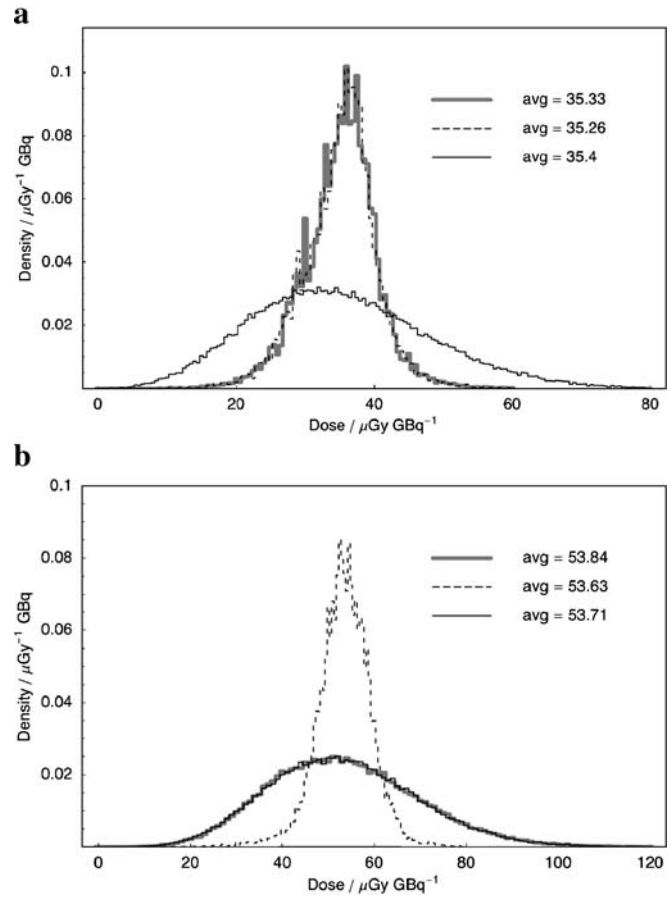 a
0.1
avg = 35.33
avg = 35.26
avg = 35.4
0.08
0.06
0.04
0.02
Density / μGy⁻¹ GBq
0 20 40 60 80
Dose / μGy GBq⁻¹
b
0.1
avg = 53.84
avg = 53.63
avg = 53.71
0.08
0.06
0.04
0.02
Density / μGy⁻¹ GBq
0 20 40 60 80 100 120
Dose / μGy GBq⁻¹